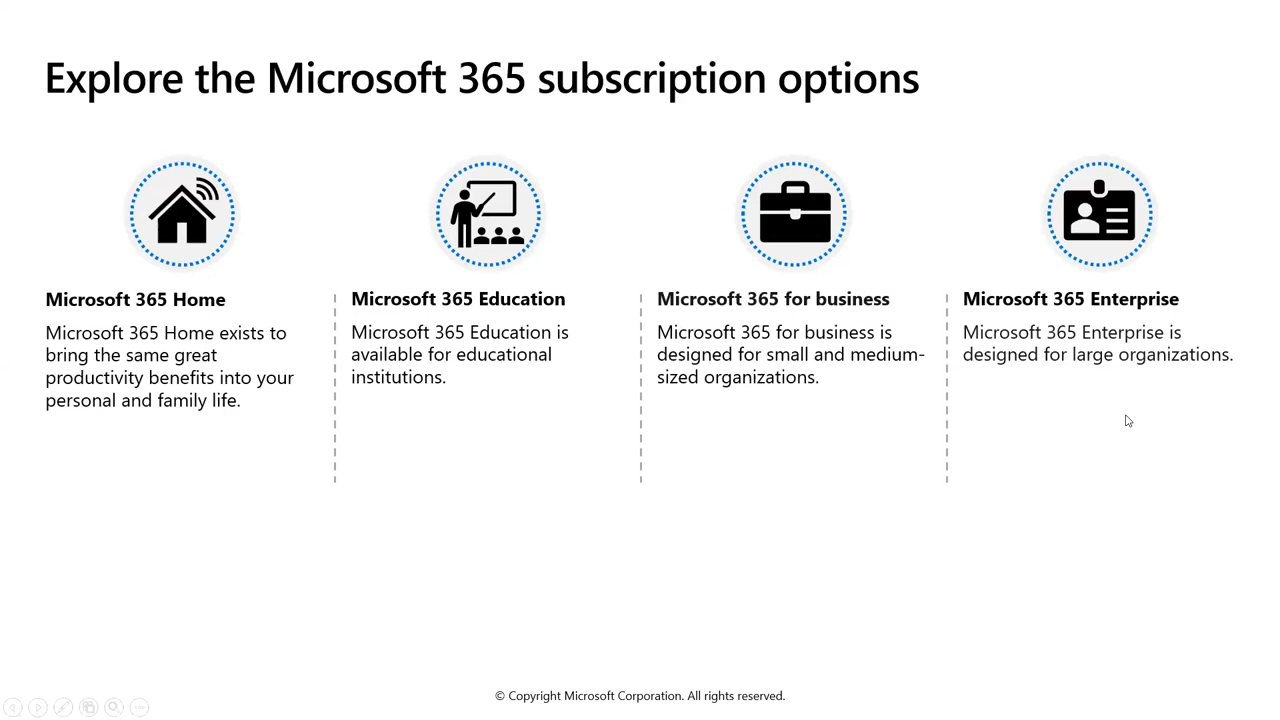 Explore the Microsoft 365 subscription options
Microsoft 365 Home
Microsoft 365 Home exists to
bring the same great
productivity benefits into your
personal and family life.
Microsoft 365 Education
Microsoft 365 Education is
available for educational
institutions.
Microsoft 365 for business
Microsoft 365 for business is
designed for small and medium-
sized organizations.
Microsoft 365 Enterprise
Microsoft 365 Enterprise is
designed for large organizations.
© Copyright Microsoft Corporation. All rights reserved.